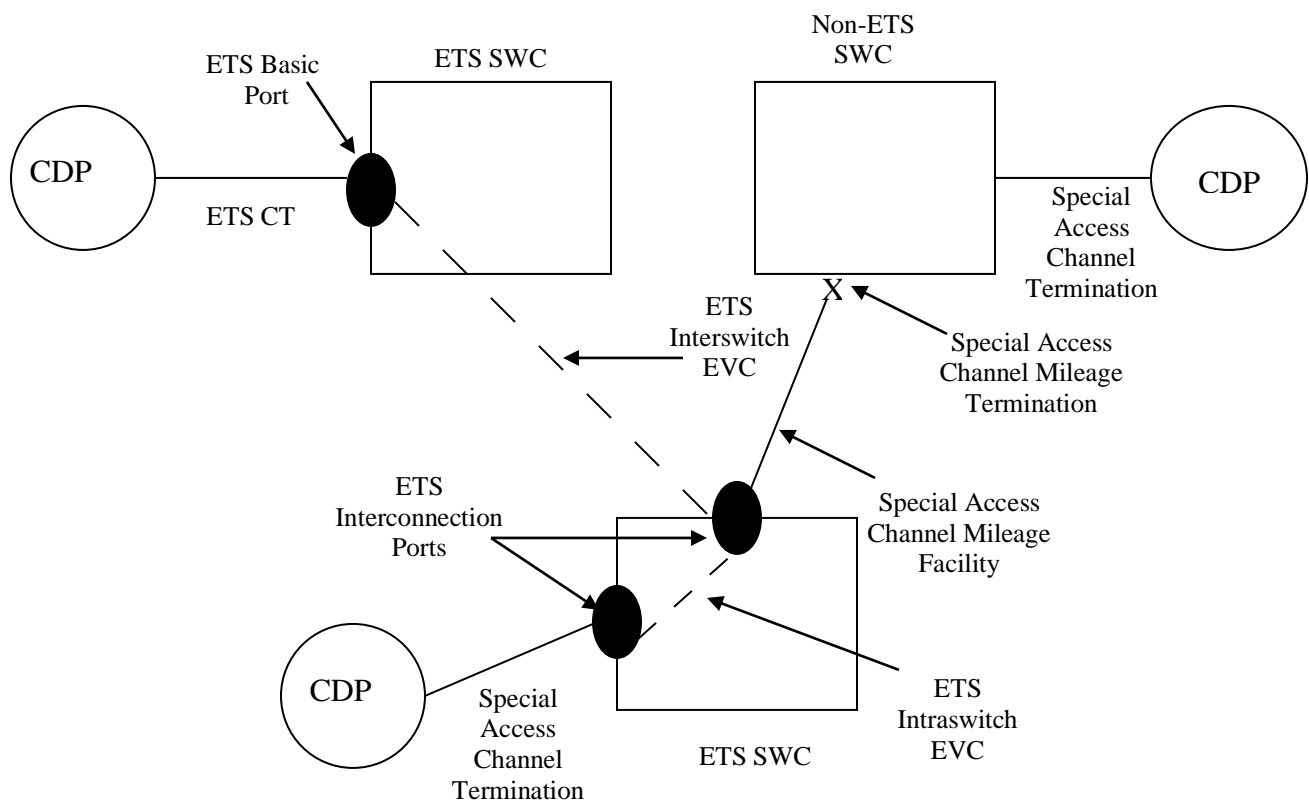 Non-ETS
SWC
ETS Basic
Port
ETS SWC
CDP
ETS CT
CDP
Special
Access
Channel
Termination
X
ETS
Interswitch
EVC
Special Access
Channel Mileage
Termination
ETS
Interconnection
Ports
Special Access
Channel Mileage
Facility
CDP
Special
Access
Channel
Termination
ETS SWC
ETS
Intraswitch
EVC